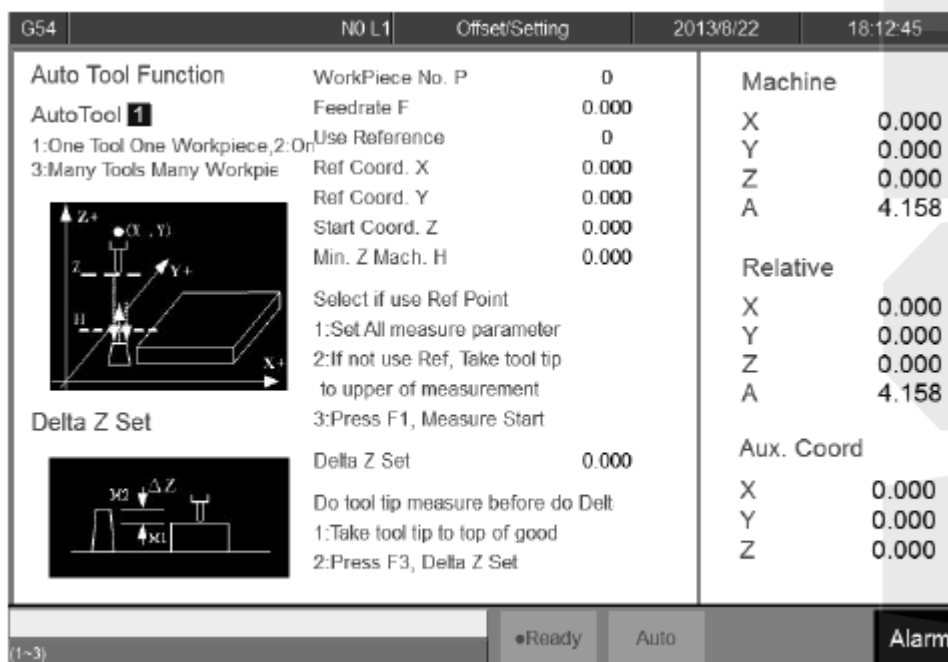 G54 N0 L1 Offset/Setting 2013/8/22 18:12:45
Auto Tool Function
AutoTool 1
1:One Tool One Workpiece,2:On
3:Many Tools Many Workpie
Z+
(X , Y)
Z
Y+
H
X+
Delta Z Set
M2 ΔZ
M1
WorkPiece No. P 0
Feedrate F 0.000
Use Reference 0
Ref Coord. X 0.000
Ref Coord. Y 0.000
Start Coord. Z 0.000
Min. Z Mach. H 0.000
Select if use Ref Point
1:Set All measure parameter
2:If not use Ref, Take tool tip
to upper of measurement
3:Press F1, Measure Start
Delta Z Set 0.000
Do tool tip measure before do Delt
1:Take tool tip to top of good
2:Press F3, Delta Z Set
Machine
X 0.000
Y 0.000
Z 0.000
A 4.158
Relative
X 0.000
Y 0.000
Z 0.000
A 4.158
Aux. Coord
X 0.000
Y 0.000
Z 0.000
(1~3) ●Ready Auto Alarm